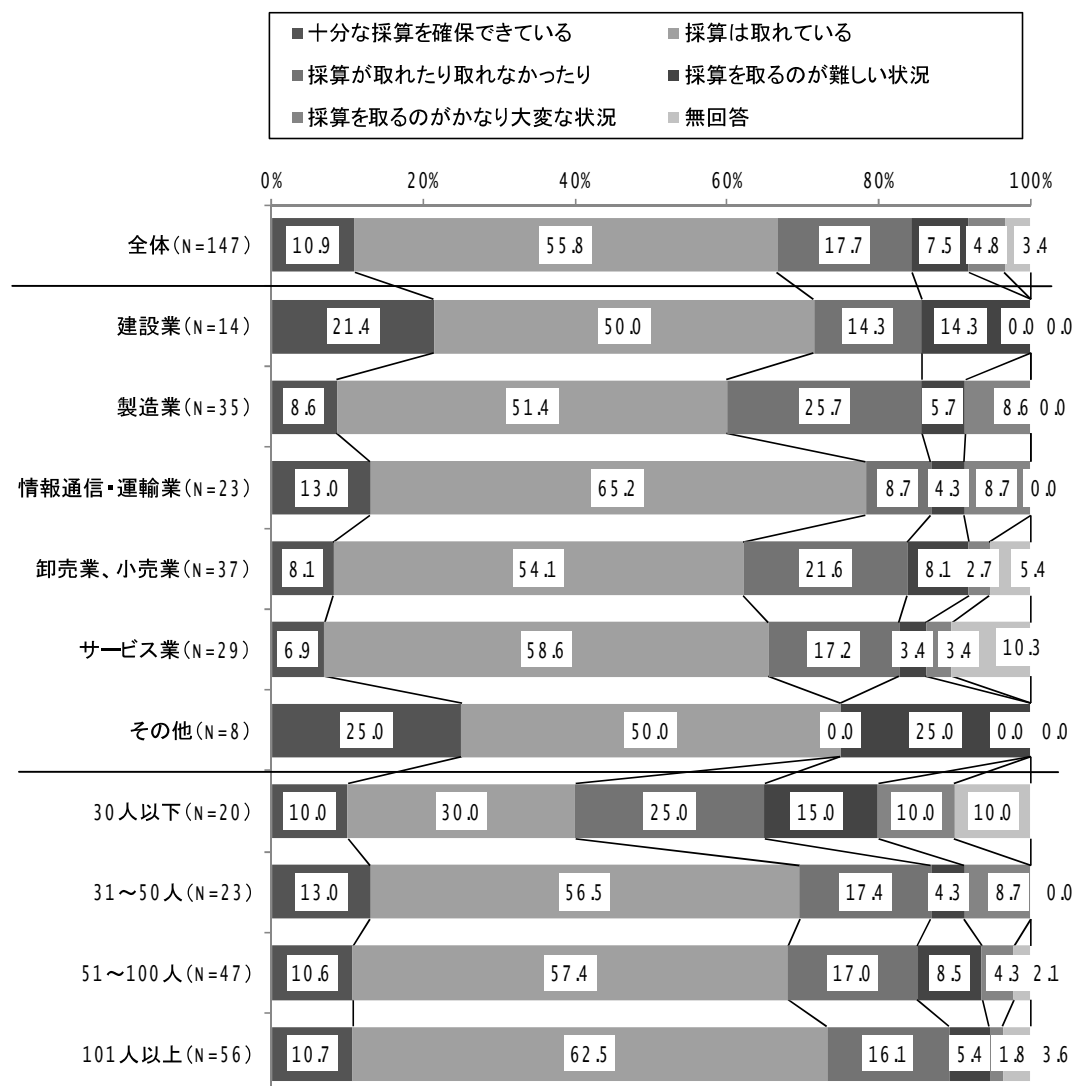 ■十分な採算を確保できている ■採算は取れている
■採算が取れたり取れなかったり ■採算を取るのが難しい状況
■採算を取るのがかなり大変な状況 ■無回答
0% 20% 40% 60% 80% 100%
全体(N=147) 10.9 55.8 17.7 7.5 4.8 3.4
建設業(N=14) 21.4 50.0 14.3 14.3 0.0 0.0
製造業(N=35) 8.6 51.4 25.7 5.7 8.6 0.0
情報通信・運輸業(N=23) 13.0 65.2 8.7 4.3 8.7 0.0
卸売業、小売業(N=37) 8.1 54.1 21.6 8.1 2.7 5.4
サービス業(N=29) 6.9 58.6 17.2 3.4 3.4 10.3
その他(N=8) 25.0 50.0 0.0 25.0 0.0 0.0
30人以下(N=20) 10.0 30.0 25.0 15.0 10.0 10.0
31～50人(N=23) 13.0 56.5 17.4 4.3 8.7 0.0
51～100人(N=47) 10.6 57.4 17.0 8.5 4.3 2.1
101人以上(N=56) 10.7 62.5 16.1 5.4 1.8 3.6